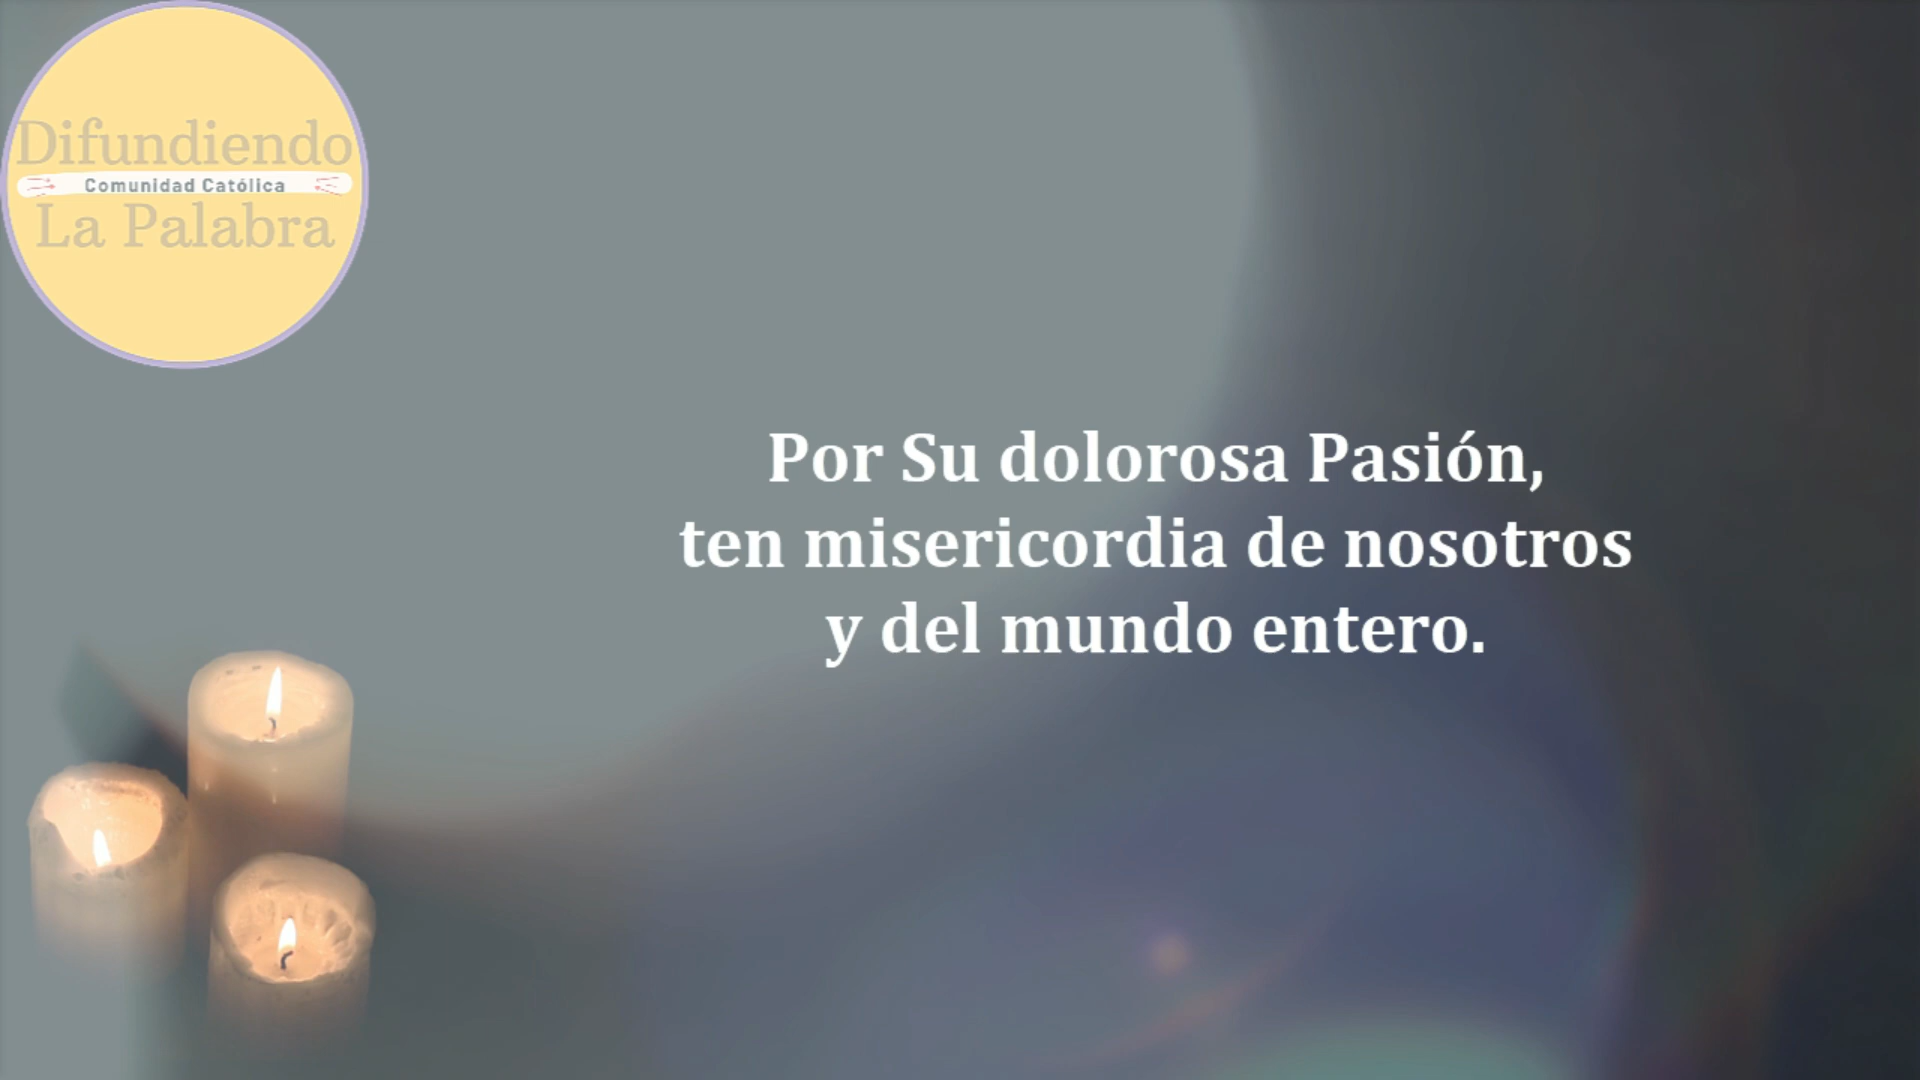 Difundiendo
Comunidad Católica
La Palabra
Por Su dolorosa Pasión,
ten misericordia de nosotros
y del mundo entero.